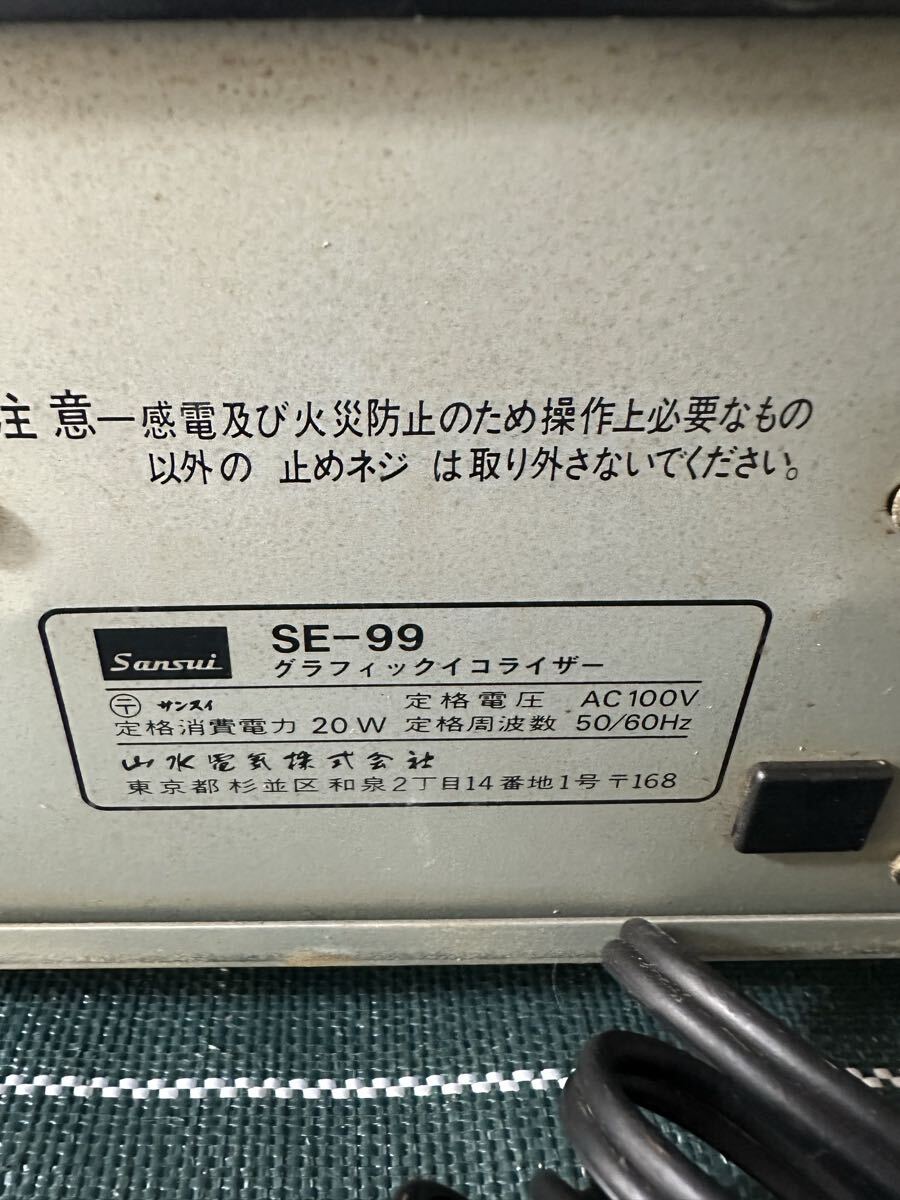 注意ー感電及び火災防止のため操作上必要なもの
以外の 止めネジ は取り外さないでください。
Sansui SE-99
グラフィックイコライザー
〒 サンスイ 定格電圧 AC100V
定格消費電力 20W 定格周波数 50/60Hz
山水電気株式会社
東京都杉並区和泉2丁目14番地1号〒168